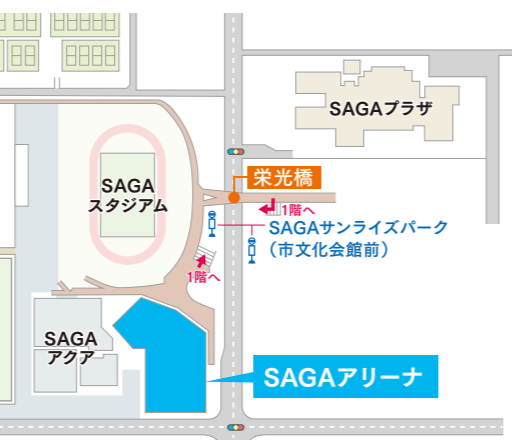 SAGAプラザ
栄光橋
SAGA
スタジアム
1階へ
SAGAサンライズパーク
（市文化会館前）
1階へ
SAGA
アクア
SAGAアリーナ